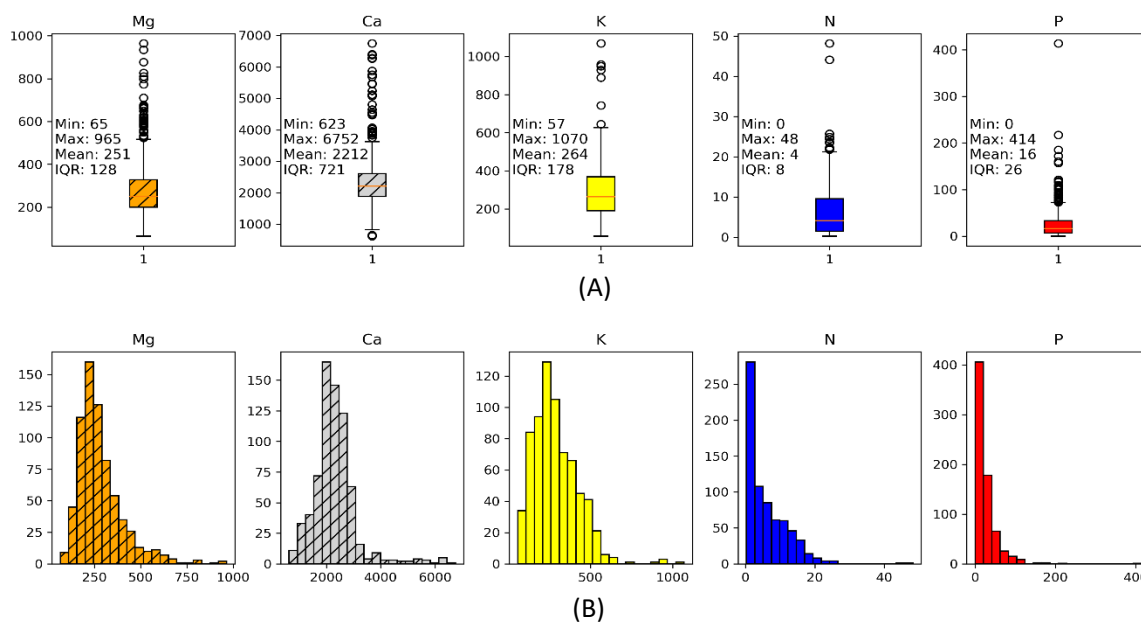 Mg Ca K N P
1000 800 600 400 200
Min: 65
Max: 965
Mean: 251
IQR: 128
1
7000 6000 5000 4000 3000 2000 1000
Min: 623
Max: 6752
Mean: 2212
IQR: 721
1
1000 800 600 400 200
Min: 57
Max: 1070
Mean: 264
IQR: 178
1
50 40 30 20 10 0
Min: 0
Max: 48
Mean: 4
IQR: 8
1
400 300 200 100 0
Min: 0
Max: 414
Mean: 16
IQR: 26
1
(A)
Mg Ca K N P
150 125 100 75 50 25 0
250 500 750 1000
150 125 100 75 50 25 0
2000 4000 6000
120 100 80 60 40 20 0
500 1000
250 200 150 100 50 0
0 20 40
400 300 200 100 0
0 200 400
(B)